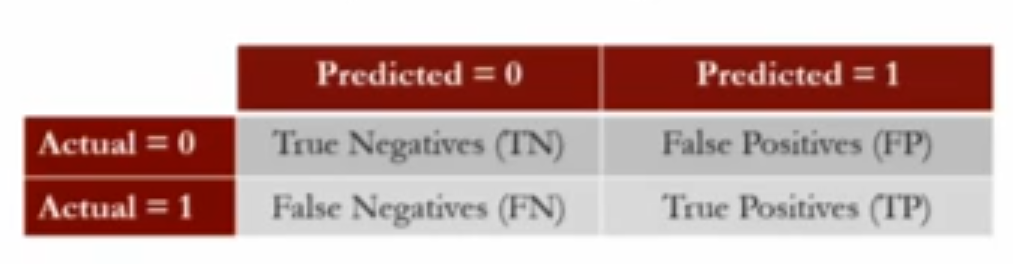 Predicted = 0 Predicted = 1
Actual = 0 True Negatives (TN) False Positives (FP)
Actual = 1 False Negatives (FN) True Positives (TP)